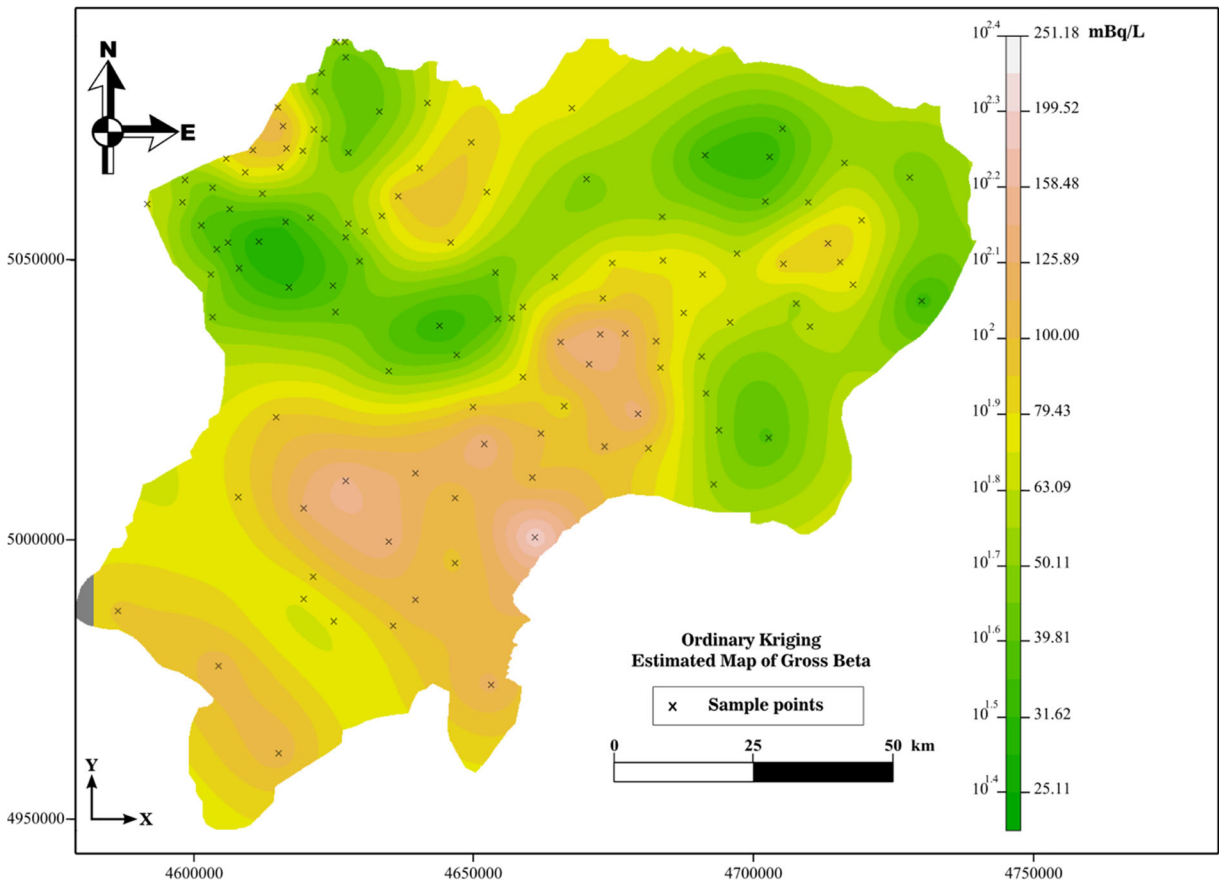 10^2.4 251.18 mBq/L
N
10^2.3 199.52
E
10^2.2 158.48
5050000
10^2.1 125.89
10^2 100.00
10^1.9 79.43
10^1.8 63.09
5000000
10^1.7 50.11
10^1.6 39.81
Ordinary Kriging
Estimated Map of Gross Beta
x Sample points
10^1.5 31.62
0 25 50 km
Y
10^1.4 25.11
X
4950000
4600000 4650000 4700000 4750000